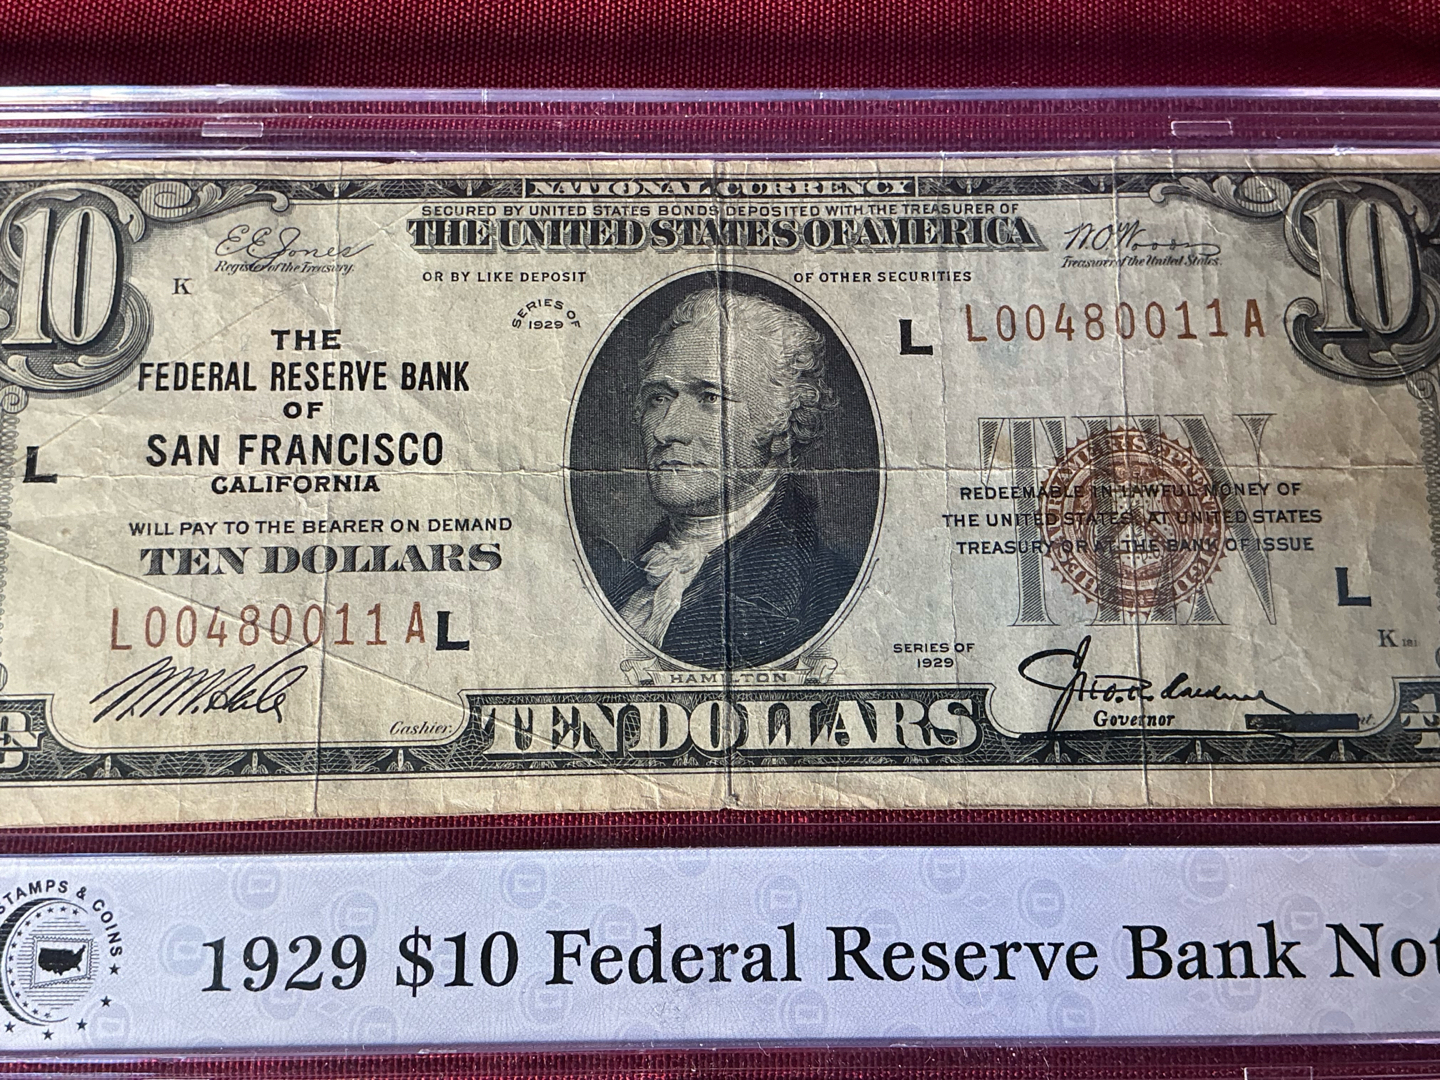 NATIONAL CURRENCY
SECURED BY UNITED STATES BONDS DEPOSITED WITH THE TREASURER OF
THE UNITED STATES OF AMERICA
OR BY LIKE DEPOSIT OF OTHER SECURITIES
10
10
E.E. Jones
Register of the Treasury.
W.O. Woods
Treasurer of the United States.
K
SERIES OF
1929
L
L00480011A
THE
FEDERAL RESERVE BANK
OF
SAN FRANCISCO
CALIFORNIA
L
WILL PAY TO THE BEARER ON DEMAND
TEN DOLLARS
TEN
REDEEMABLE IN LAWFUL MONEY OF
THE UNITED STATES AT UNITED STATES
TREASURY OR AT THE BANK OF ISSUE
L
L00480011A
L
K
SERIES OF
1929
HAMILTON
Cashier.
Governor
TEN DOLLARS
STAMPS & COINS
1929 $10 Federal Reserve Bank